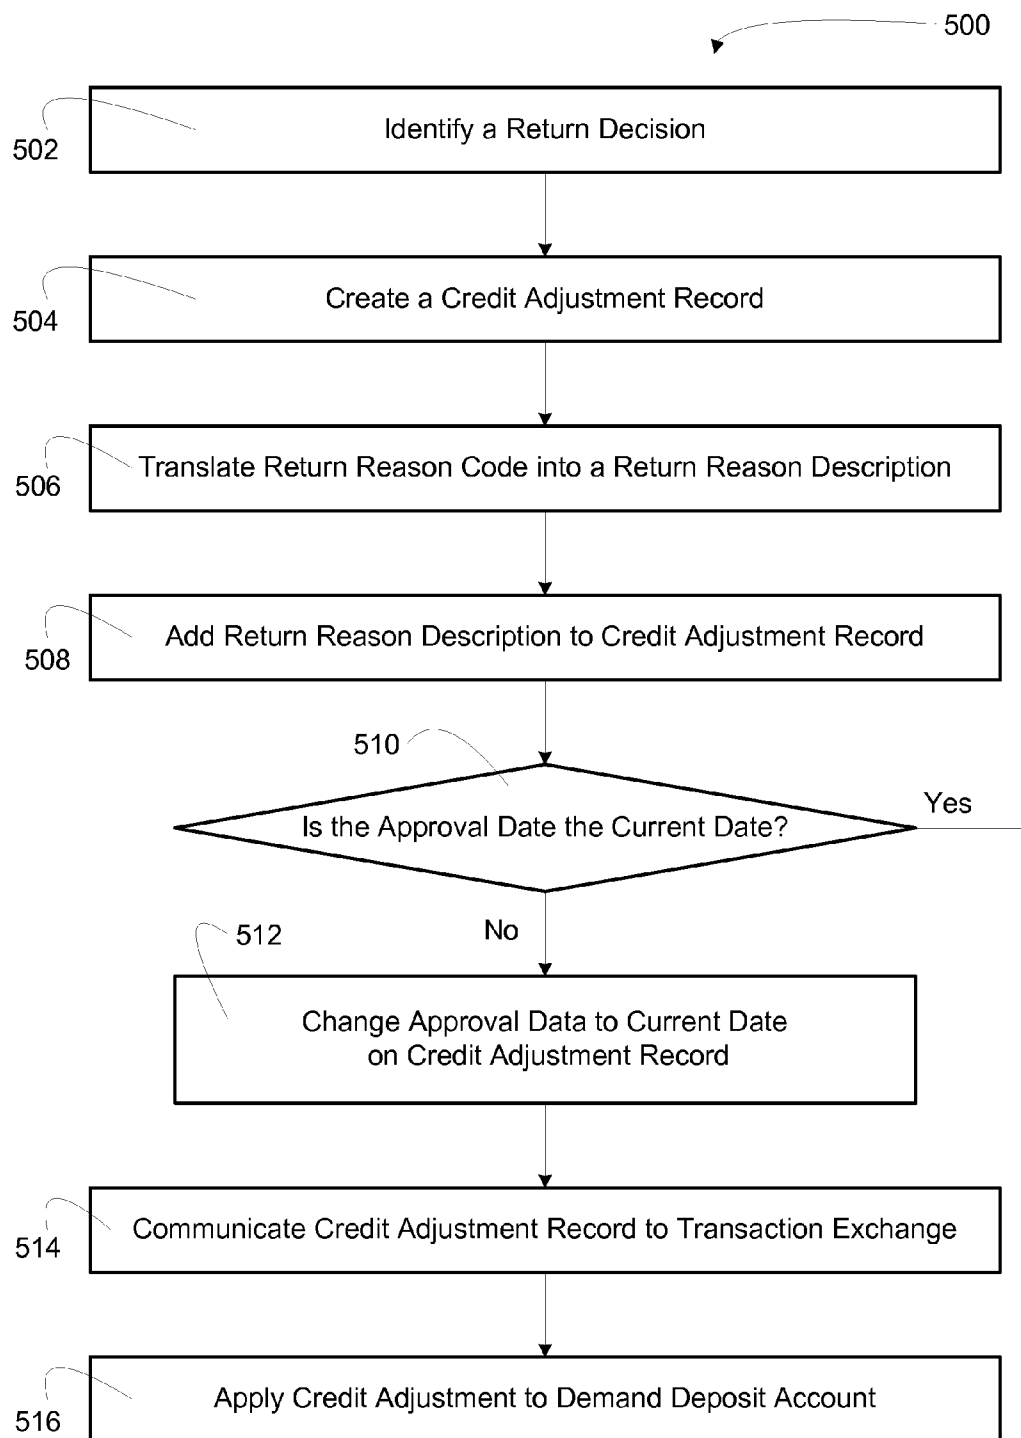 500
Identify a Return Decision
502
Create a Credit Adjustment Record
504
Translate Return Reason Code into a Return Reason Description
506
Add Return Reason Description to Credit Adjustment Record
508
510
Yes
Is the Approval Date the Current Date?
No
512
Change Approval Data to Current Date
on Credit Adjustment Record
Communicate Credit Adjustment Record to Transaction Exchange
514
Apply Credit Adjustment to Demand Deposit Account
516